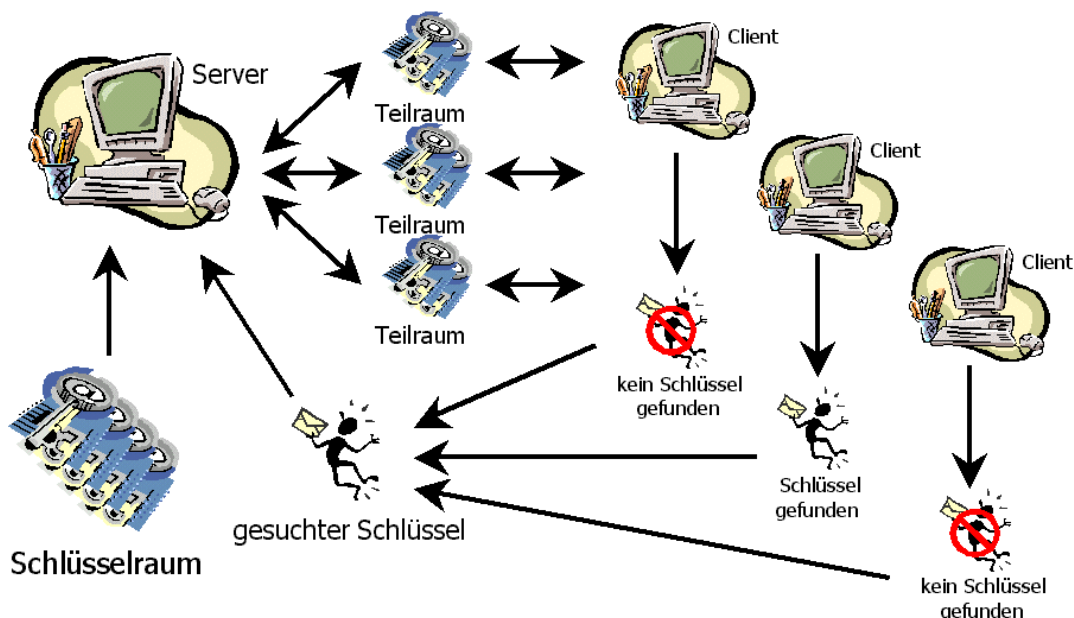 Server
Teilraum
Client
Teilraum
Client
Teilraum
Client
kein Schlüssel
gefunden
Schlüssel
gefunden
gesuchter Schlüssel
Schlüsselraum
kein Schlüssel
gefunden